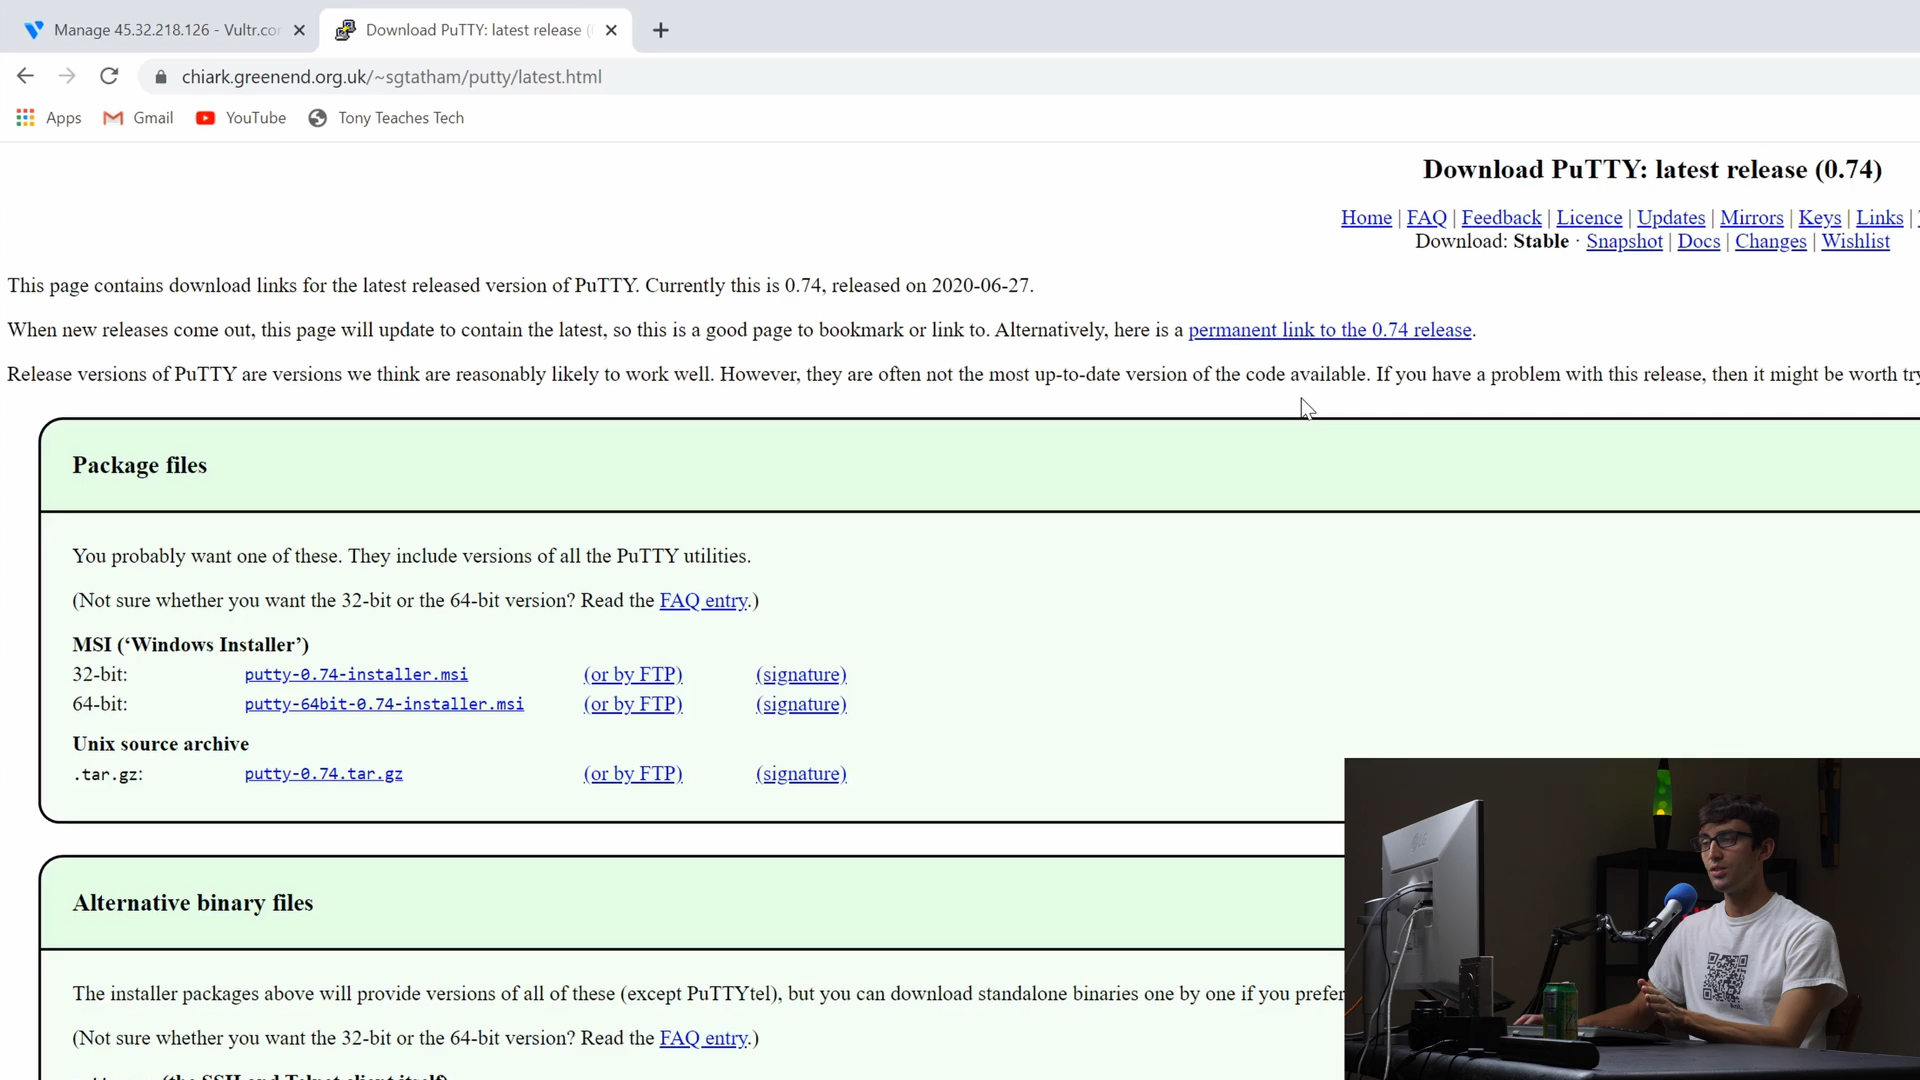 Manage 45.32.218.126 - Vultr.co
Download PuTTY: latest release (
chiark.greenend.org.uk/~sgtatham/putty/latest.html
Apps
Gmail
YouTube
Tony Teaches Tech
Download PuTTY: latest release (0.74)
Home | FAQ | Feedback | Licence | Updates | Mirrors | Keys | Links |
Download: Stable · Snapshot | Docs | Changes | Wishlist
This page contains download links for the latest released version of PuTTY. Currently this is 0.74, released on 2020-06-27.
When new releases come out, this page will update to contain the latest, so this is a good page to bookmark or link to. Alternatively, here is a permanent link to the 0.74 release.
Release versions of PuTTY are versions we think are reasonably likely to work well. However, they are often not the most up-to-date version of the code available. If you have a problem with this release, then it might be worth try
Package files
You probably want one of these. They include versions of all the PuTTY utilities.
(Not sure whether you want the 32-bit or the 64-bit version? Read the FAQ entry.)
MSI (‘Windows Installer’)
32-bit: putty-0.74-installer.msi (or by FTP) (signature)
64-bit: putty-64bit-0.74-installer.msi (or by FTP) (signature)
Unix source archive
.tar.gz: putty-0.74.tar.gz (or by FTP) (signature)
Alternative binary files
The installer packages above will provide versions of all of these (except PuTTYtel), but you can download standalone binaries one by one if you prefer
(Not sure whether you want the 32-bit or the 64-bit version? Read the FAQ entry.)
(the SSH and Telnet client itself)
LG